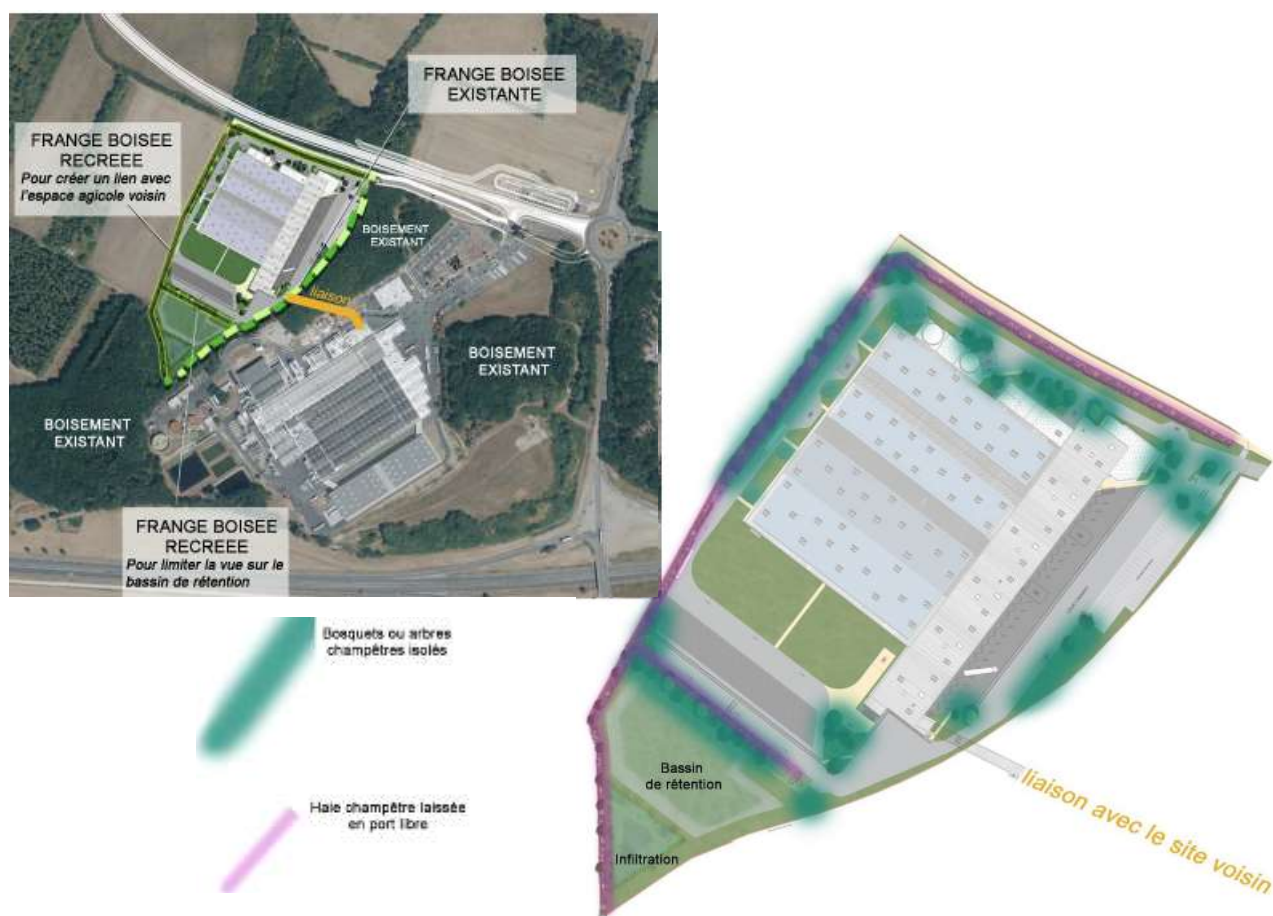 FRANGE BOISEE
EXISTANTE
FRANGE BOISEE
RECREEE
Pour créer un lien avec
l'espace agicole voisin
BOISEMENT
EXISTANT
liaison
BOISEMENT
EXISTANT
BOISEMENT
EXISTANT
FRANGE BOISEE
RECREEE
Pour limiter la vue sur le
bassin de rétention
Bosquets ou arbres
champêtres isolés
Haie champêtre laissée
en port libre
Bassin
de rétention
Infiltration
liaison avec le site voisin